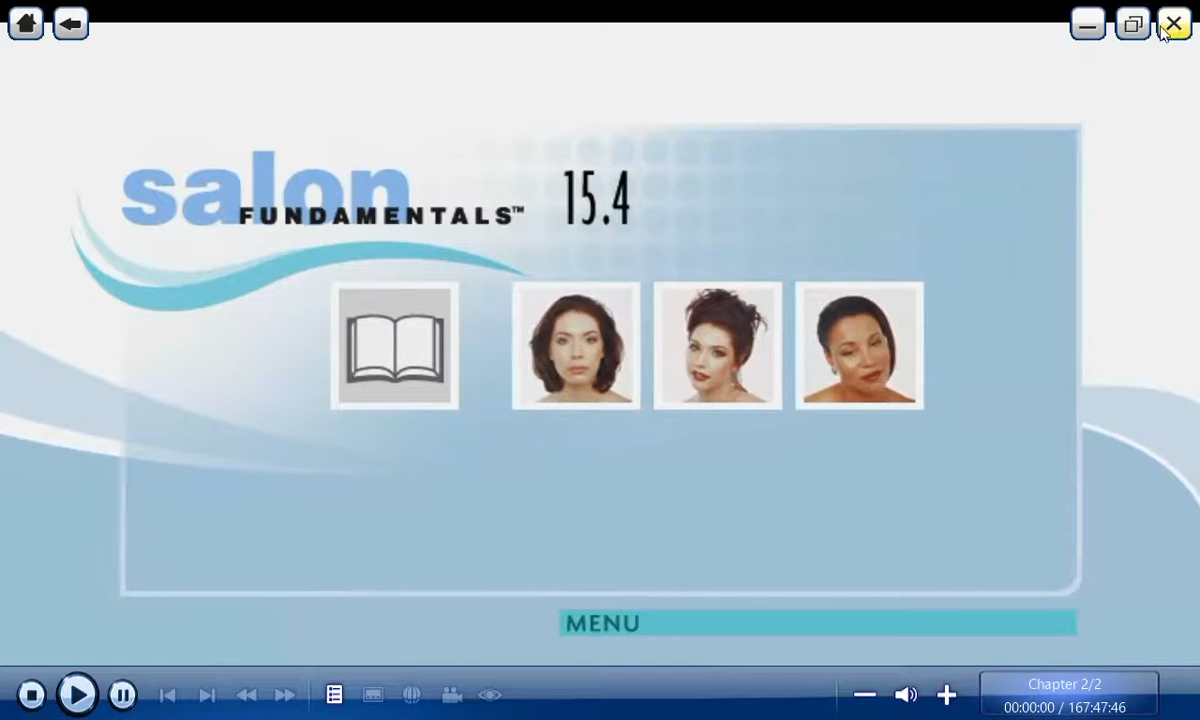 salon
FUNDAMENTALS™
15.4
MENU
Chapter 2/2
00:00:00 / 167:47:46